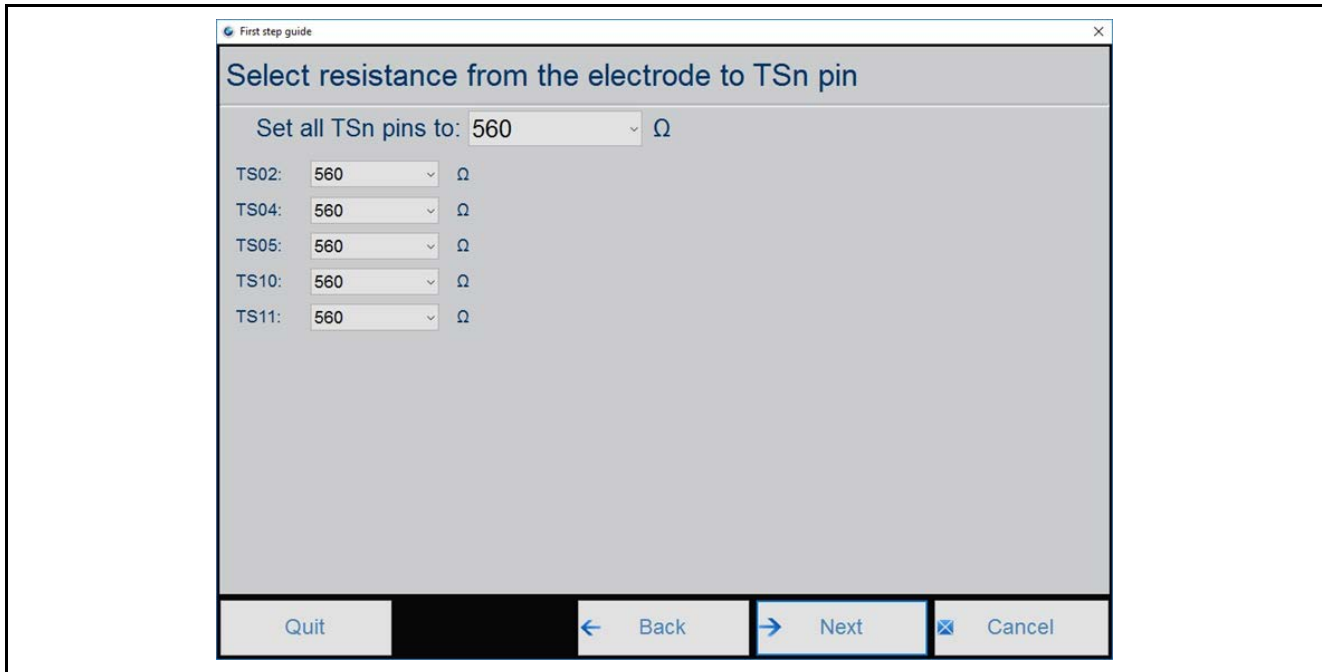 First step guide
Select resistance from the electrode to TSn pin
Set all TSn pins to: 560 Ω
TS02: 560 Ω
TS04: 560 Ω
TS05: 560 Ω
TS10: 560 Ω
TS11: 560 Ω
Quit Back Next Cancel